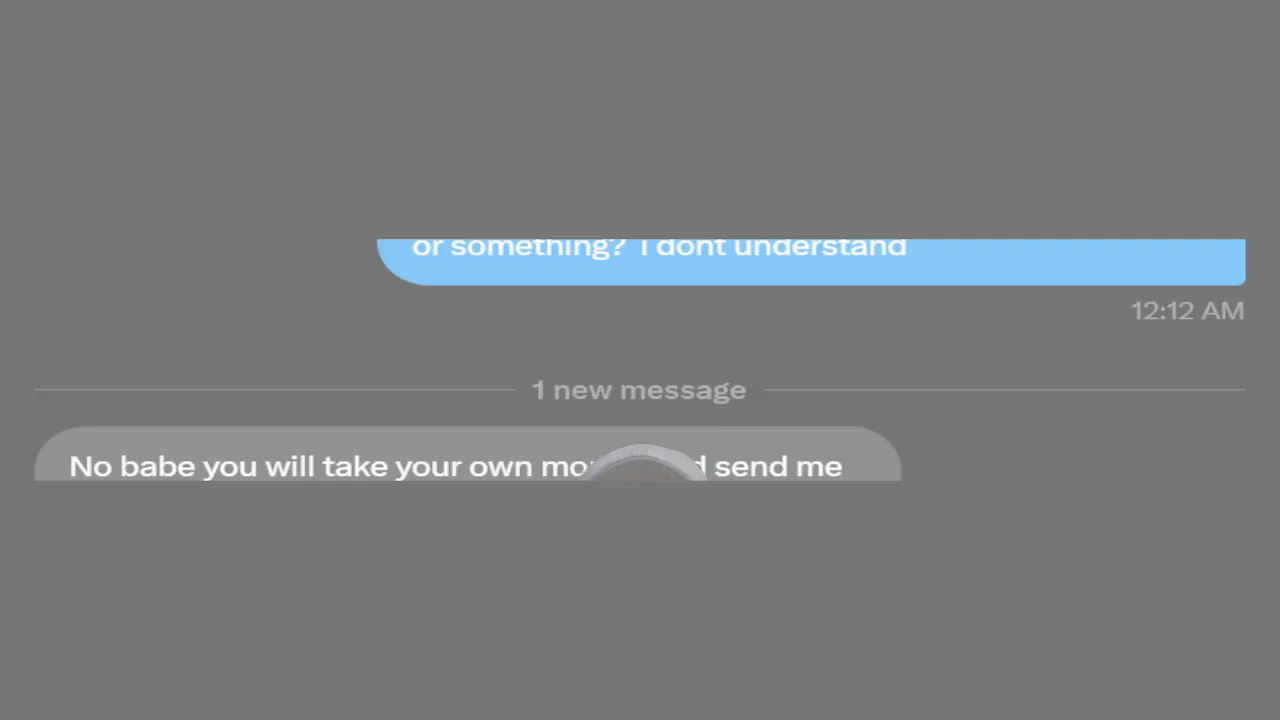 or something? I dont understand
12:12 AM
1 new message
No babe you will take your own send me